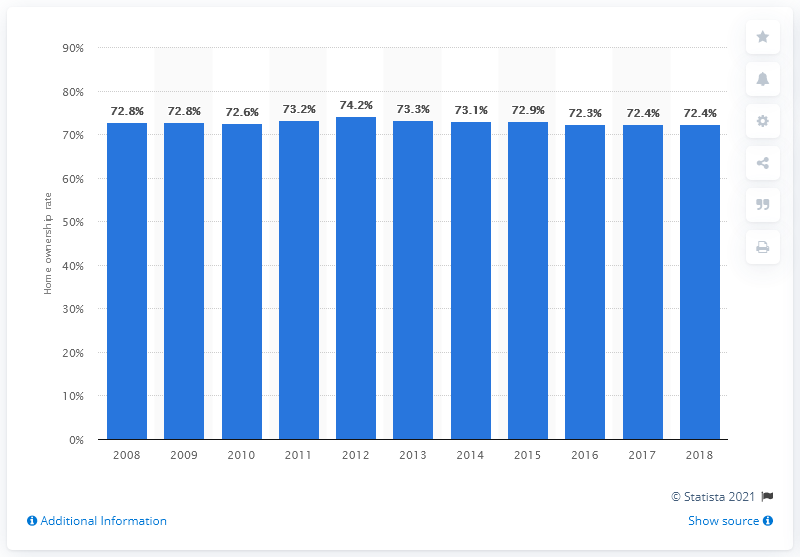 90%
80%
70%
60%
50%
40%
30%
20%
10%
0%
Home ownership rate
72.8% 72.8% 72.6% 73.2% 74.2% 73.3% 73.1% 72.9% 72.3% 72.4% 72.4%
2008 2009 2010 2011 2012 2013 2014 2015 2016 2017 2018
© Statista 2021
Additional Information
Show source